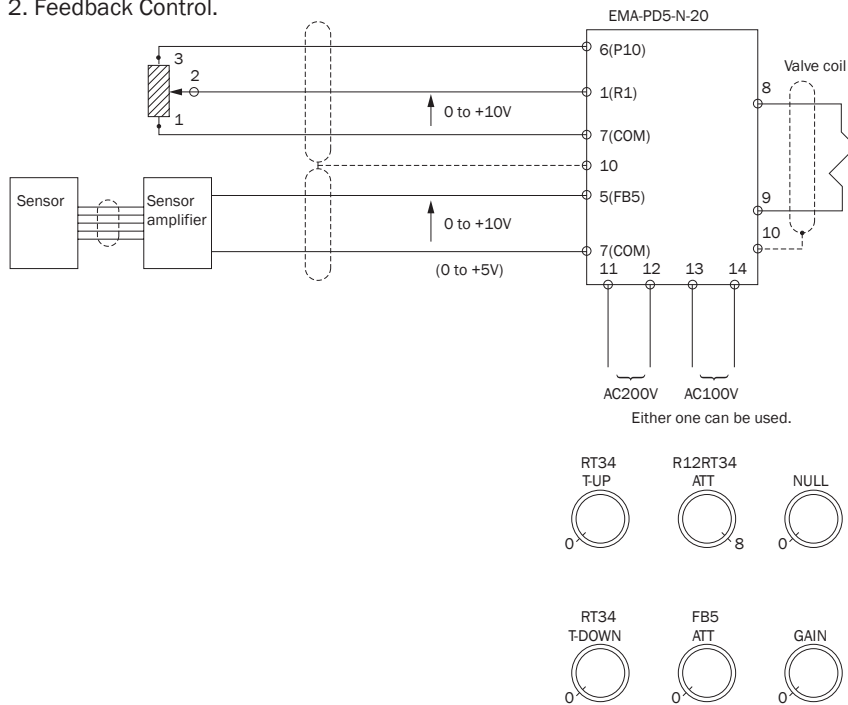 2. Feedback Control.
EMA-PD5-N-20
3
2
1
0 to +10V
6(P10)
1(R1)
7(COM)
10
5(FB5)
7(COM)
8
Valve coil
9
10
Sensor
Sensor
amplifier
0 to +10V
(0 to +5V)
11 12 13 14
AC200V AC100V
Either one can be used.
RT34
T-UP
0
R12RT34
ATT
8
NULL
0
RT34
T-DOWN
0
FB5
ATT
0
GAIN
0